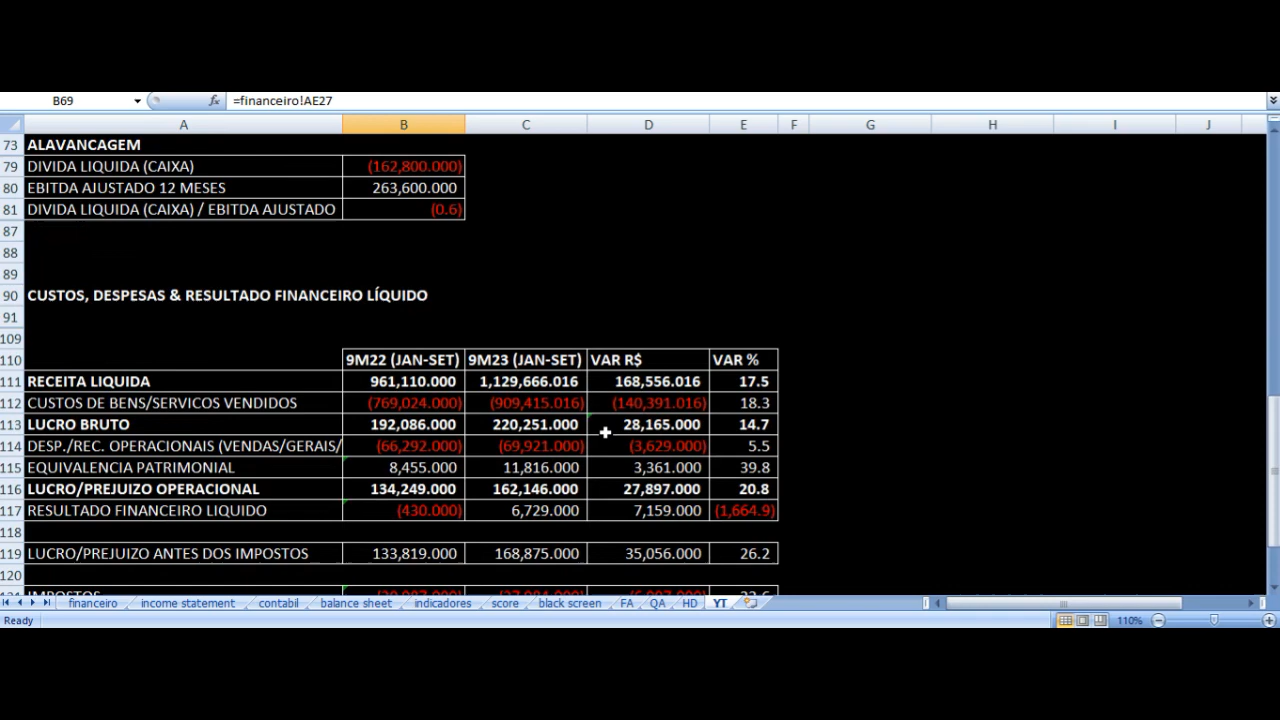 B69 fx =financeiro!AE27
A B C D E F G H I J
73 ALAVANCAGEM
79 DIVIDA LIQUIDA (CAIXA) (162,800.000)
80 EBITDA AJUSTADO 12 MESES 263,600.000
81 DIVIDA LIQUIDA (CAIXA) / EBITDA AJUSTADO (0.6)
87
88
89
90 CUSTOS, DESPESAS & RESULTADO FINANCEIRO LÍQUIDO
91
109
110 9M22 (JAN-SET) 9M23 (JAN-SET) VAR R$ VAR %
111 RECEITA LIQUIDA 961,110.000 1,129,666.016 168,556.016 17.5
112 CUSTOS DE BENS/SERVICOS VENDIDOS (769,024.000) (909,415.016) (140,391.016) 18.3
113 LUCRO BRUTO 192,086.000 220,251.000 28,165.000 14.7
114 DESP./REC. OPERACIONAIS (VENDAS/GERAIS/ (66,292.000) (69,921.000) (3,629.000) 5.5
115 EQUIVALENCIA PATRIMONIAL 8,455.000 11,816.000 3,361.000 39.8
116 LUCRO/PREJUIZO OPERACIONAL 134,249.000 162,146.000 27,897.000 20.8
117 RESULTADO FINANCEIRO LIQUIDO (430.000) 6,729.000 7,159.000 (1,664.9)
118
119 LUCRO/PREJUIZO ANTES DOS IMPOSTOS 133,819.000 168,875.000 35,056.000 26.2
120
financeiro income statement contabil balance sheet indicadores score black screen FA QA HD YT
Ready 110%